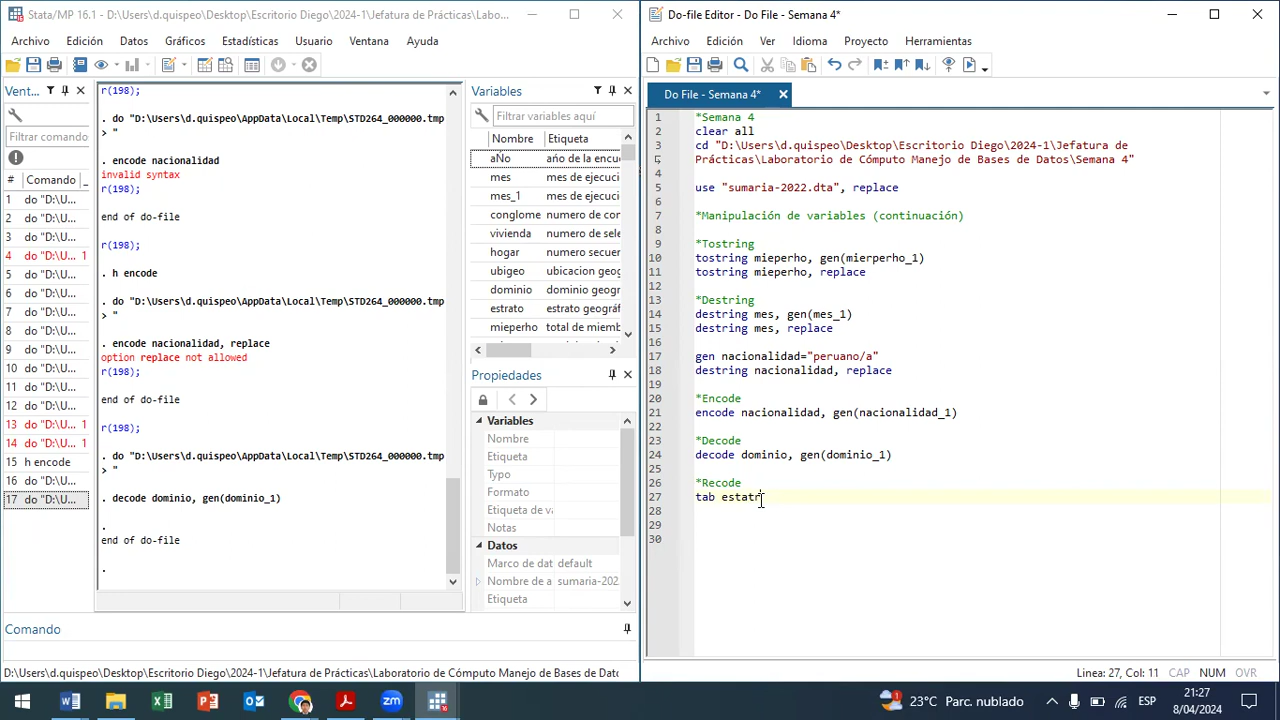 Stata/MP 16.1 - D:\Users\d.quispeo\Desktop\Escritorio Diego\2024-1\Jefatura de Prácticas\Labo...
Archivo Edición Datos Gráficos Estadísticas Usuario Ventana Ayuda
Vent...
Filtrar comando
# Comando _
1 do "D:\U...
2 do "D:\U...
3 do "D:\U...
4 do "D:\U... 1
5 do "D:\U...
6 do "D:\U...
7 do "D:\U...
8 do "D:\U...
9 do "D:\U...
10 do "D:\U...
11 do "D:\U...
12 do "D:\U...
13 do "D:\U... 1
14 do "D:\U... 1
15 h encode
16 do "D:\U...
17 do "D:\U...
r(198);
. do "D:\Users\d.quispeo\AppData\Local\Temp\STD264_000000.tmp
> "
. encode nacionalidad
invalid syntax
r(198);
end of do-file
r(198);
. h encode
. do "D:\Users\d.quispeo\AppData\Local\Temp\STD264_000000.tmp
> "
. encode nacionalidad, replace
option replace not allowed
r(198);
end of do-file
r(198);
. do "D:\Users\d.quispeo\AppData\Local\Temp\STD264_000000.tmp
> "
. decode dominio, gen(dominio_1)
.
end of do-file
.
Variables
Filtrar variables aquí
Nombre Etiqueta
aÑo ańo de la encu
mes mes de ejecuci
mes_1 mes de ejecuci
conglome numero de con
vivienda numero de sele
hogar numero secuer
ubigeo ubicacion geog
dominio dominio geogr
estrato estrato geográf
mieperho total de miemb
Propiedades
Variables
Nombre
Etiqueta
Typo
Formato
Etiqueta de va
Notas
Datos
Marco de dat default
Nombre de a sumaria-202
Etiqueta
Comando
D:\Users\d.quispeo\Desktop\Escritorio Diego\2024-1\Jefatura de Prácticas\Laboratorio de Cómputo Manejo de Bases de Dato
Do-file Editor - Do File - Semana 4*
Archivo Edición Ver Idioma Proyecto Herramientas
Do File - Semana 4*
1 *Semana 4
2 clear all
3 cd "D:\Users\d.quispeo\Desktop\Escritorio Diego\2024-1\Jefatura de
Prácticas\Laboratorio de Cómputo Manejo de Bases de Datos\Semana 4"
4
5 use "sumaria-2022.dta", replace
6
7 *Manipulación de variables (continuación)
8
9 *Tostring
10 tostring mieperho, gen(mierperho_1)
11 tostring mieperho, replace
12
13 *Destring
14 destring mes, gen(mes_1)
15 destring mes, replace
16
17 gen nacionalidad="peruano/a"
18 destring nacionalidad, replace
19
20 *Encode
21 encode nacionalidad, gen(nacionalidad_1)
22
23 *Decode
24 decode dominio, gen(dominio_1)
25
26 *Recode
27 tab estatr
28
29
30
Linea: 27, Col: 11 CAP NUM OVR
1 23°C Parc. nublado ESP 21:27
8/04/2024